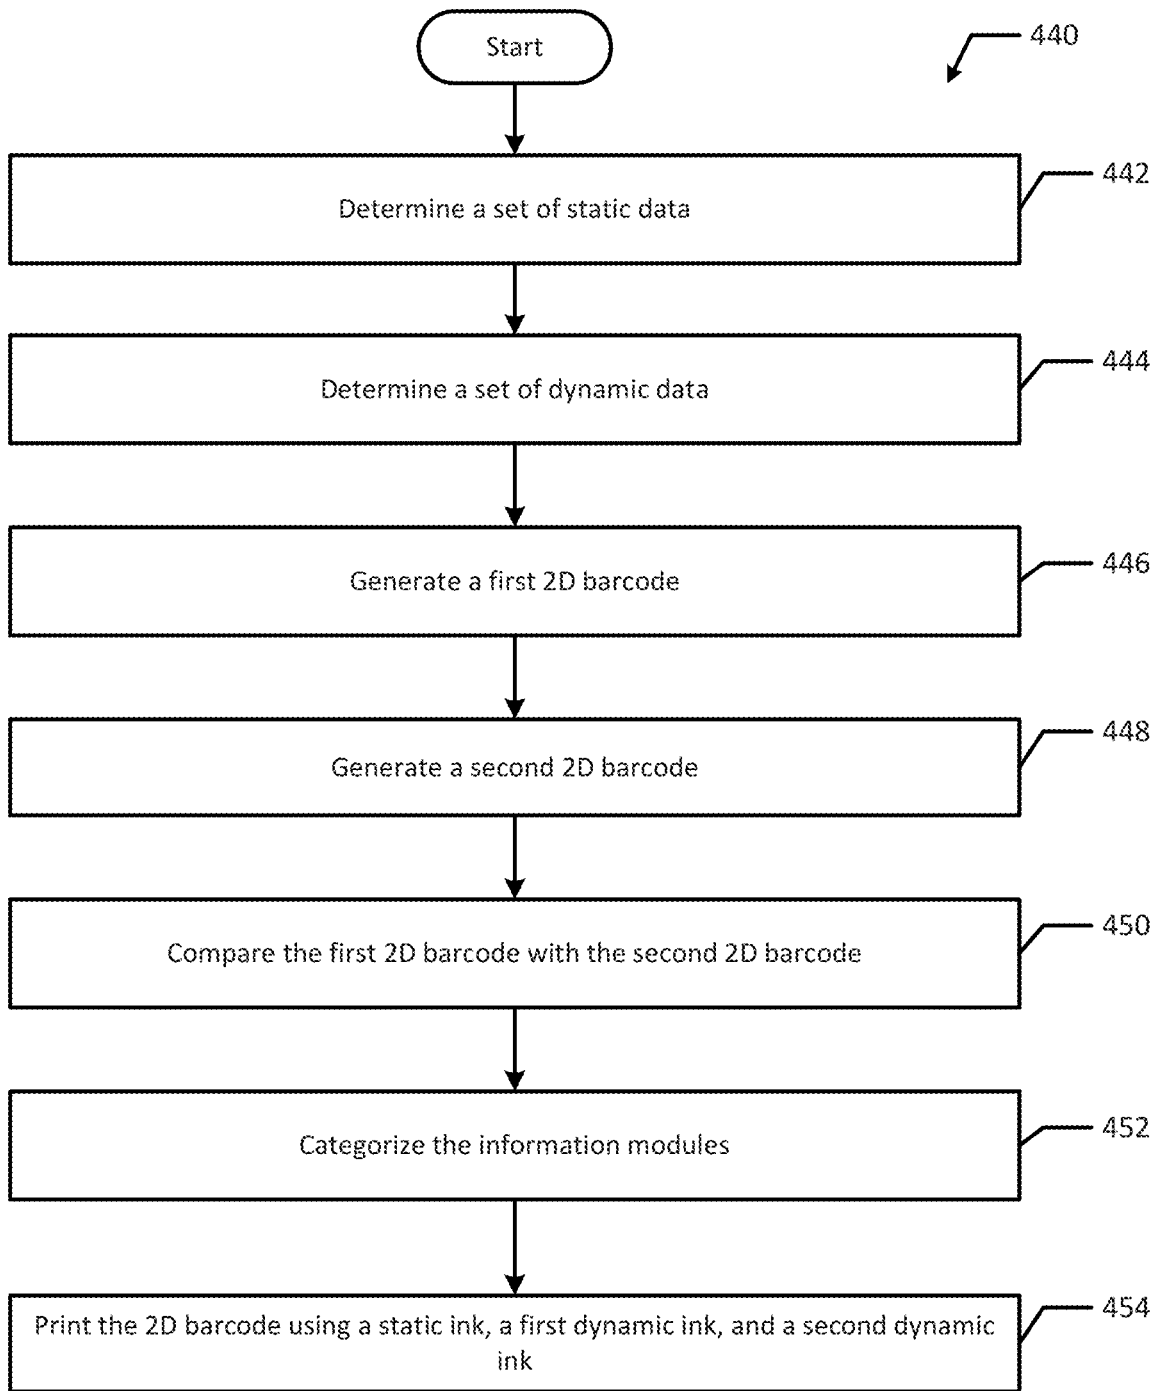 Start
440
442
Determine a set of static data
444
Determine a set of dynamic data
446
Generate a first 2D barcode
448
Generate a second 2D barcode
450
Compare the first 2D barcode with the second 2D barcode
452
Categorize the information modules
454
Print the 2D barcode using a static ink, a first dynamic ink, and a second dynamic
ink